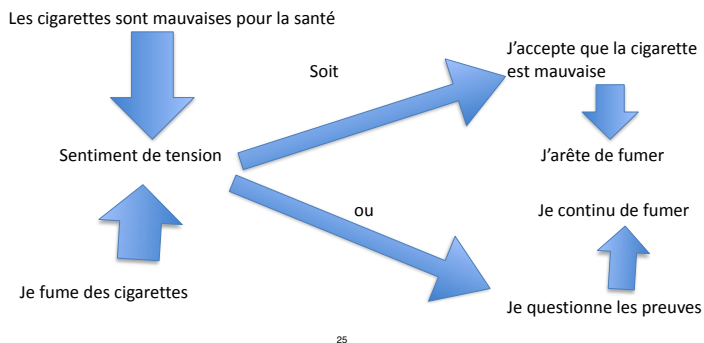 Les cigarettes sont mauvaises pour la santé
Soit
J’accepte que la cigarette
est mauvaise
Sentiment de tension
J’arête de fumer
ou
Je continu de fumer
Je fume des cigarettes
Je questionne les preuves
25